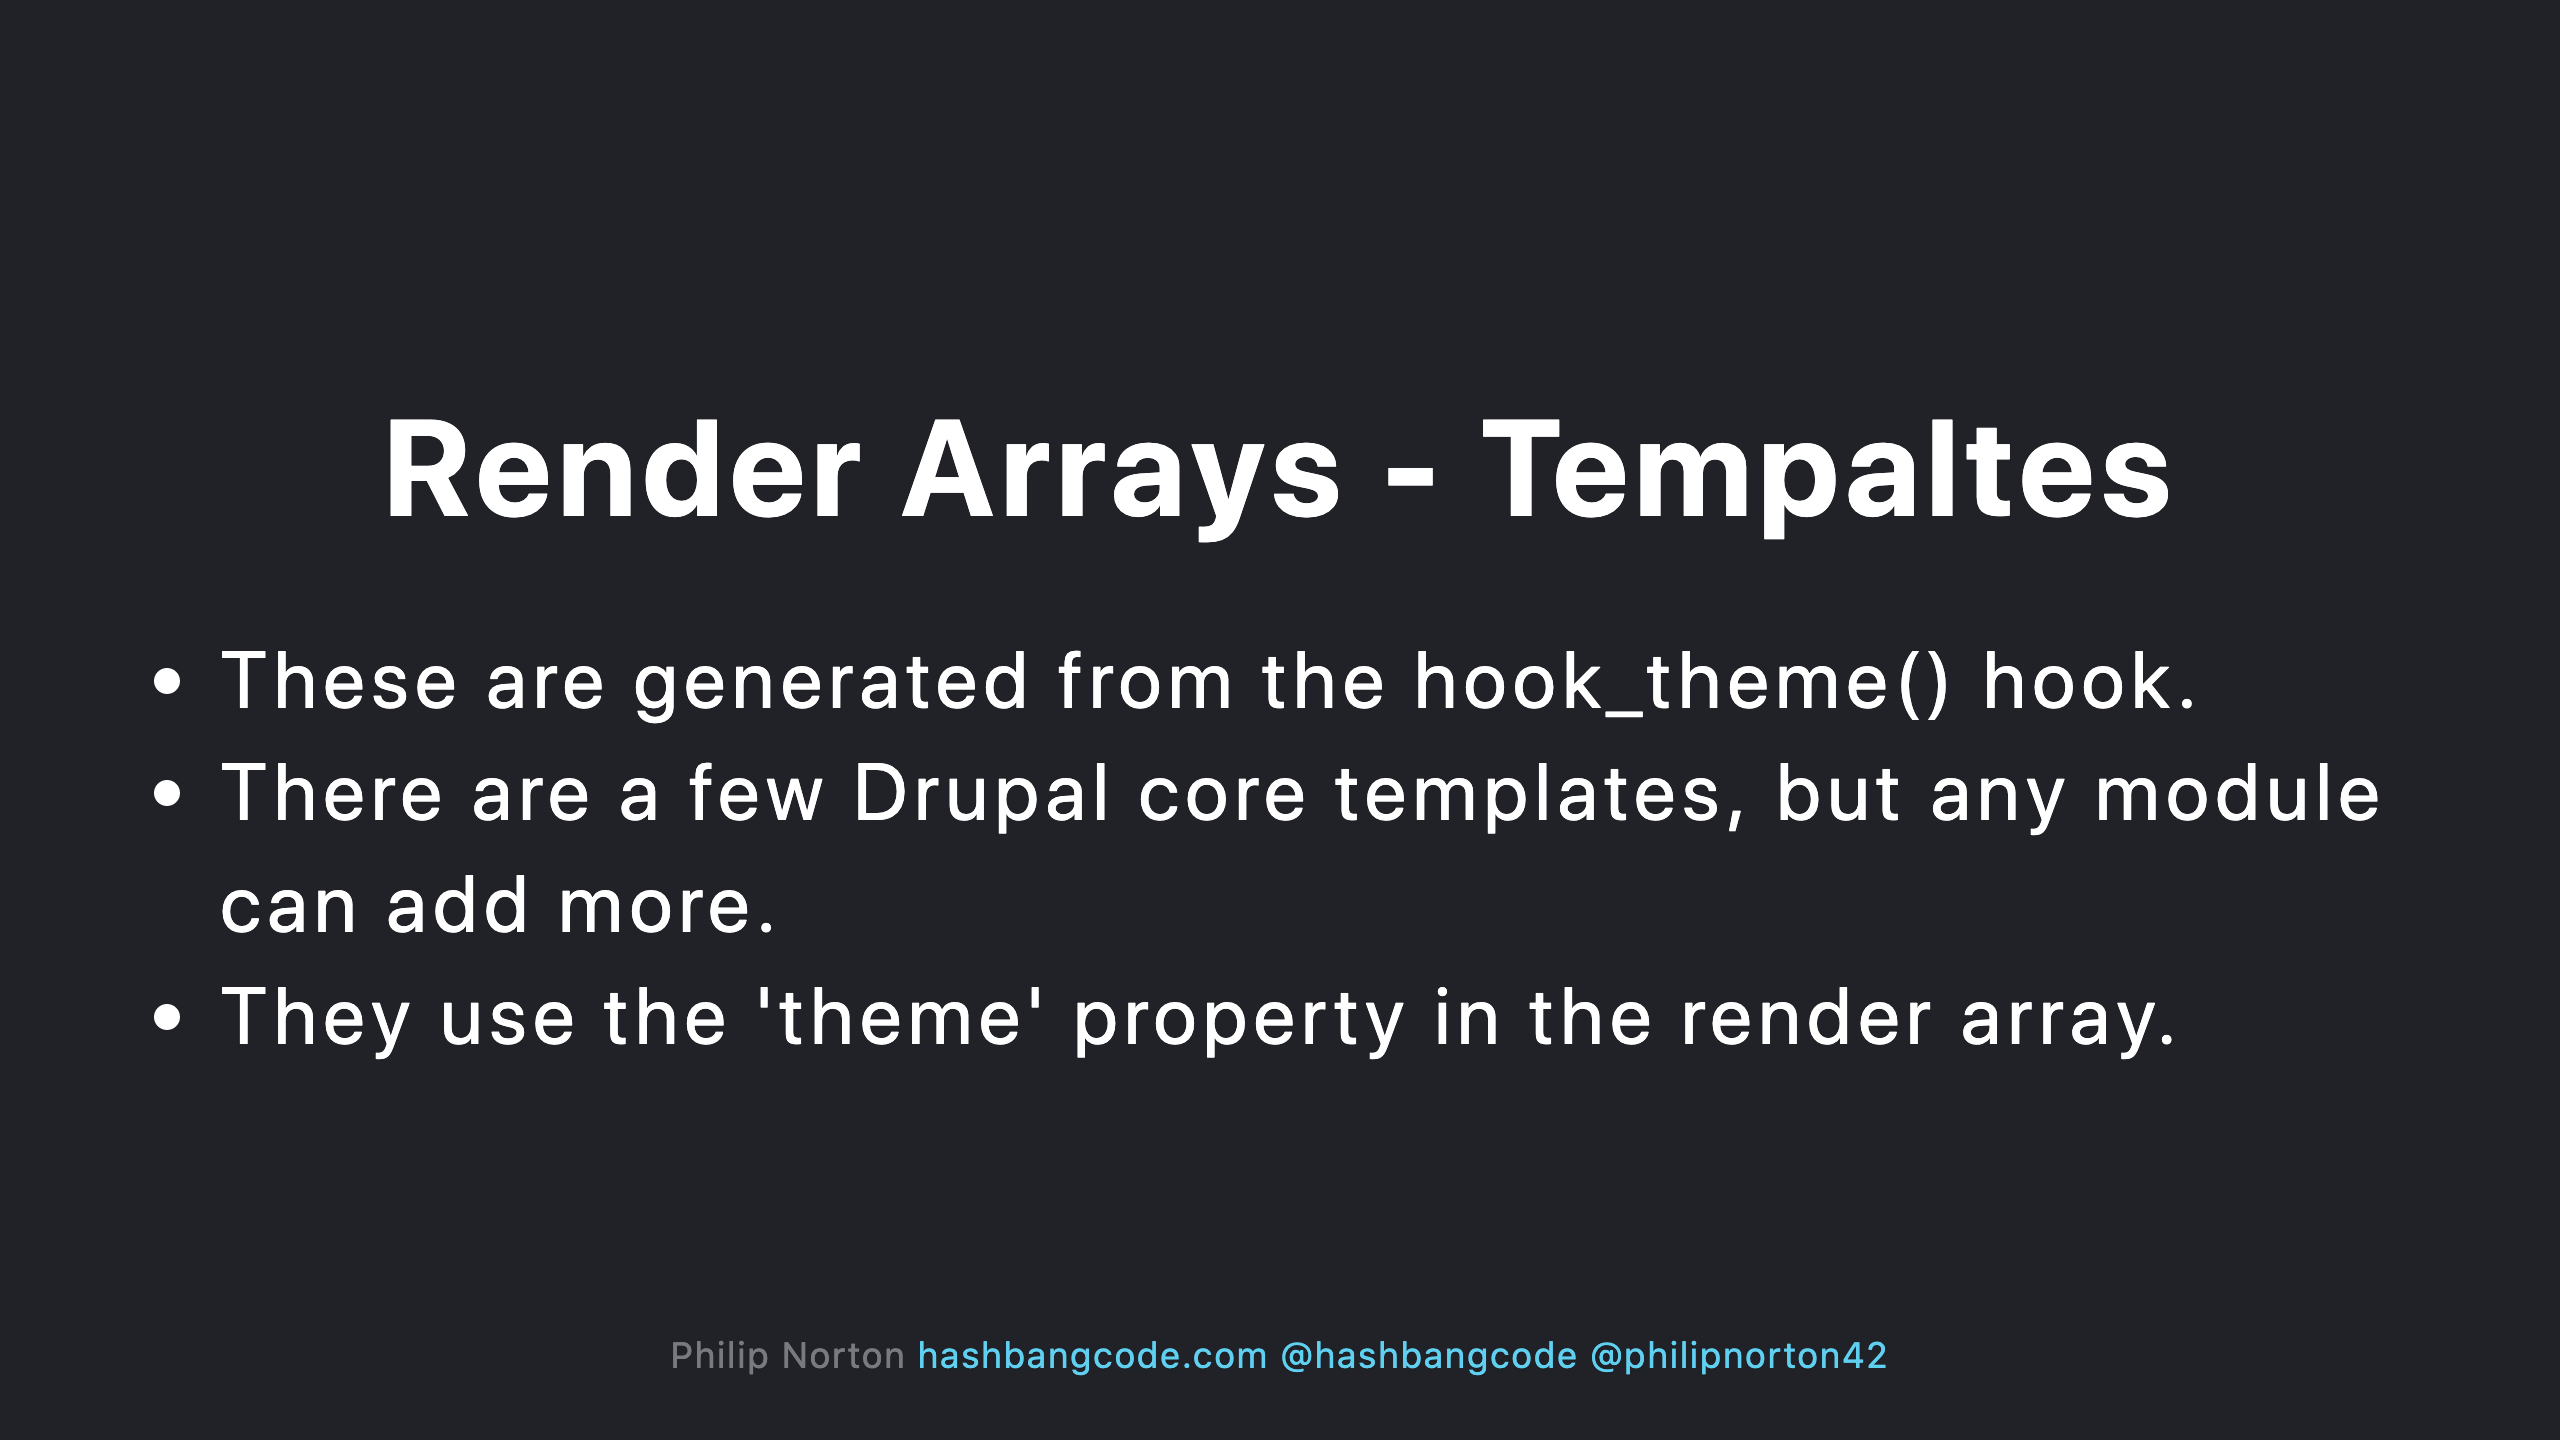 Render Arrays - Tempaltes
• These are generated from the hook_theme() hook.
• There are a few Drupal core templates, but any module
can add more.
• They use the 'theme' property in the render array.
Philip Norton hashbangcode.com @hashbangcode @philipnorton42